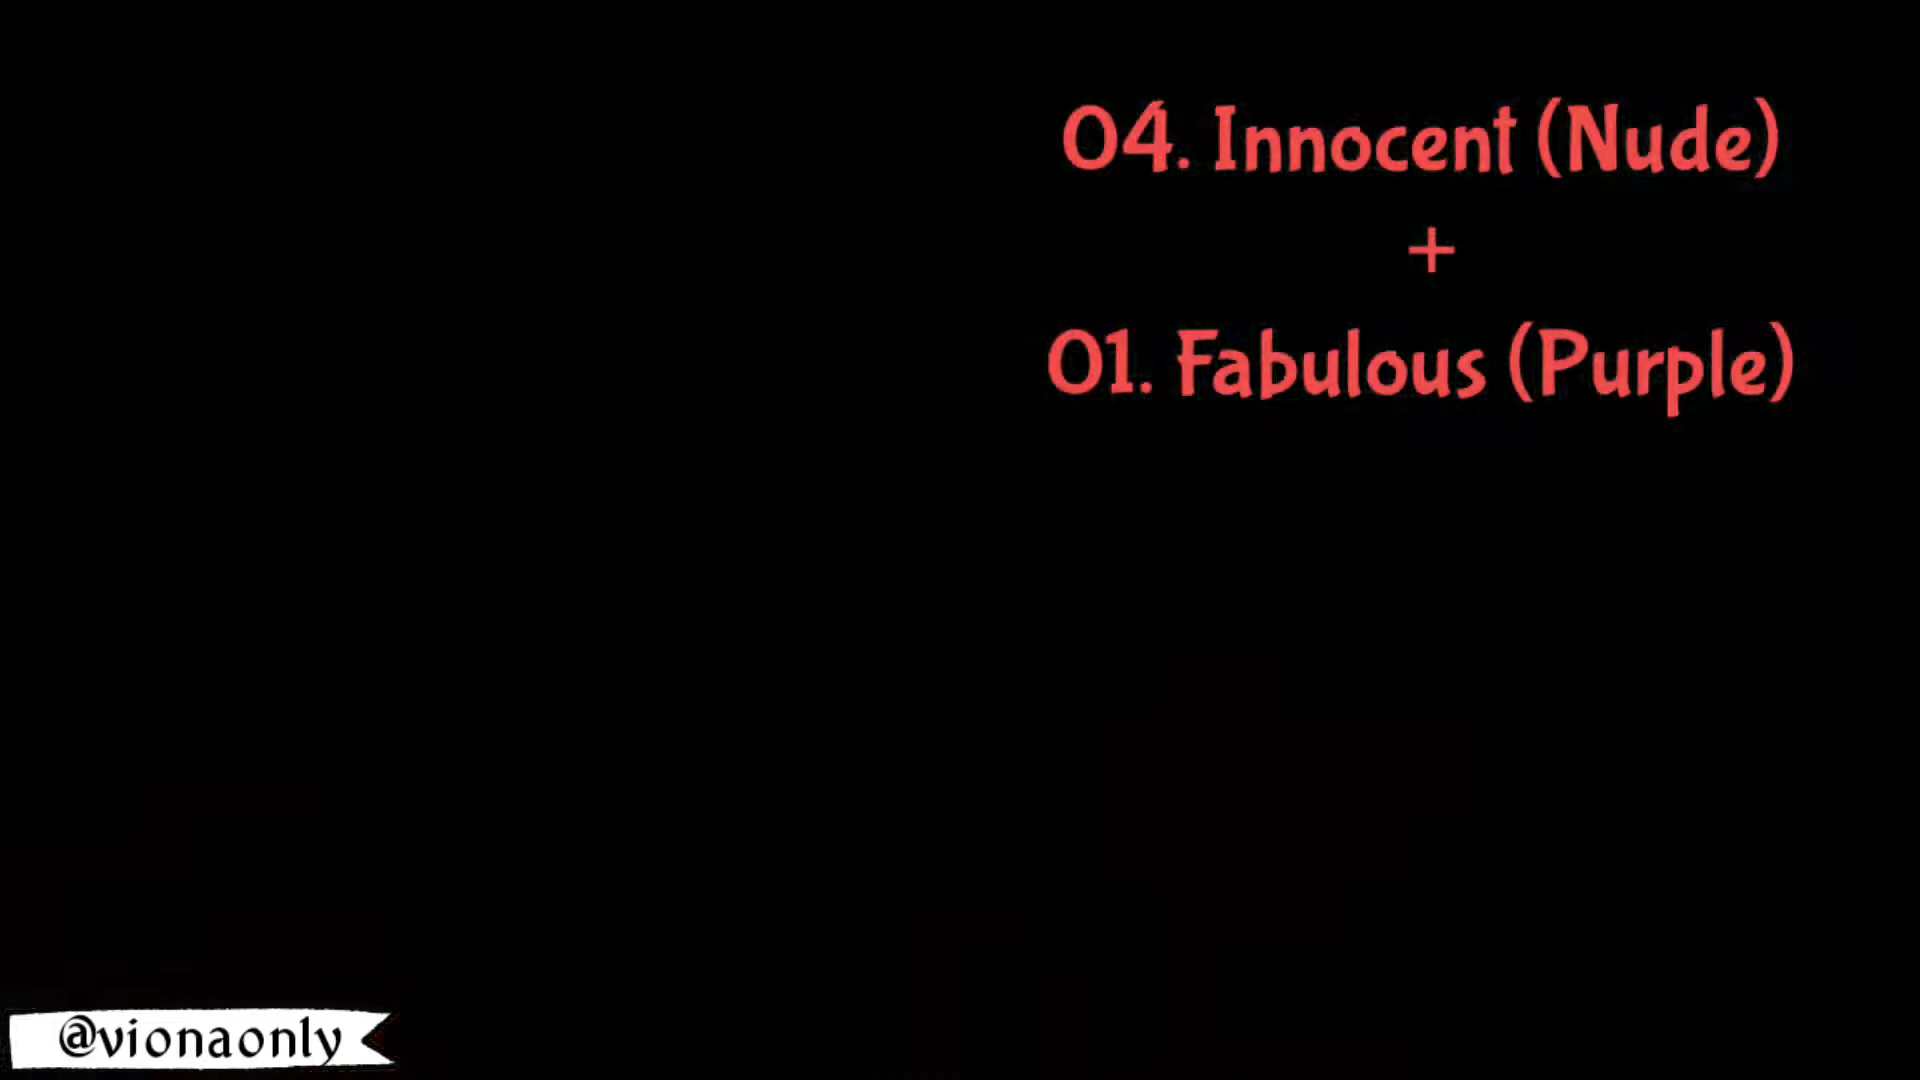 04. Innocent (Nude)
+
01. Fabulous (Purple)
@vionaonly